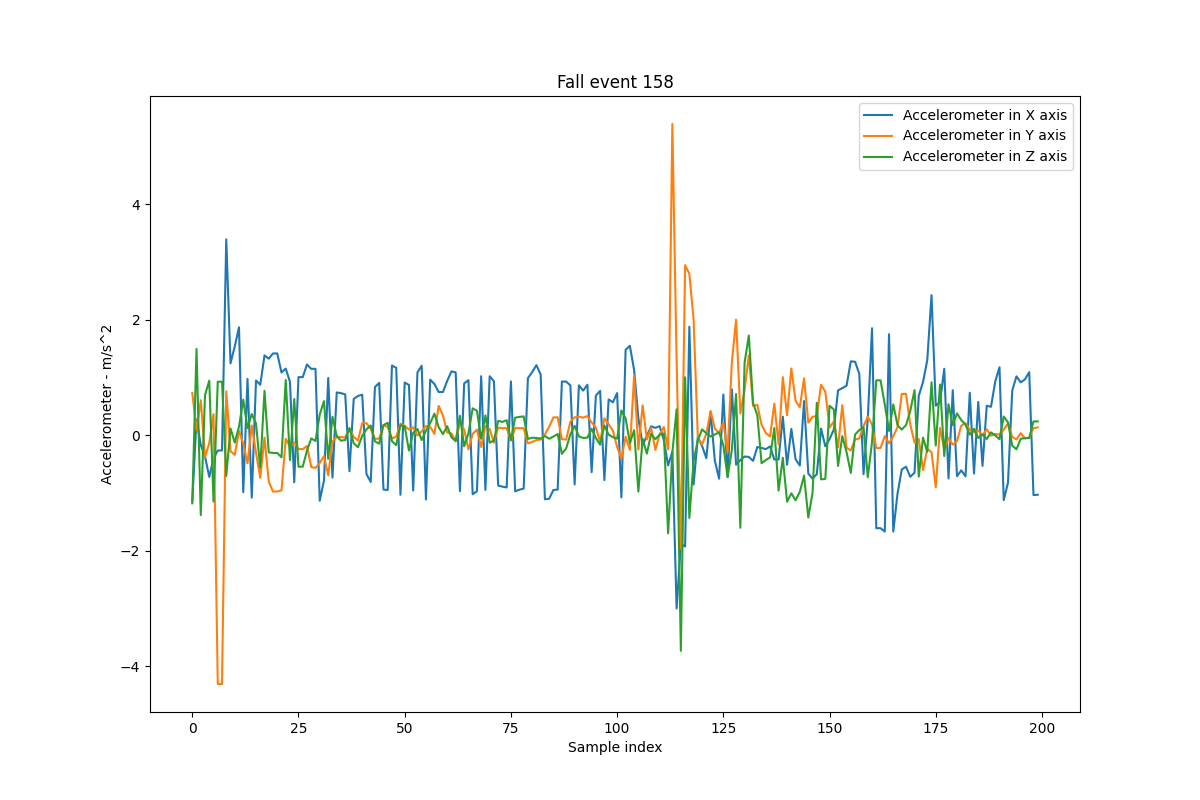 Fall event 158
Accelerometer in X axis
Accelerometer in Y axis
Accelerometer in Z axis
Accelerometer - m/s^2
4
2
0
−2
−4
0 25 50 75 100 125 150 175 200
Sample index